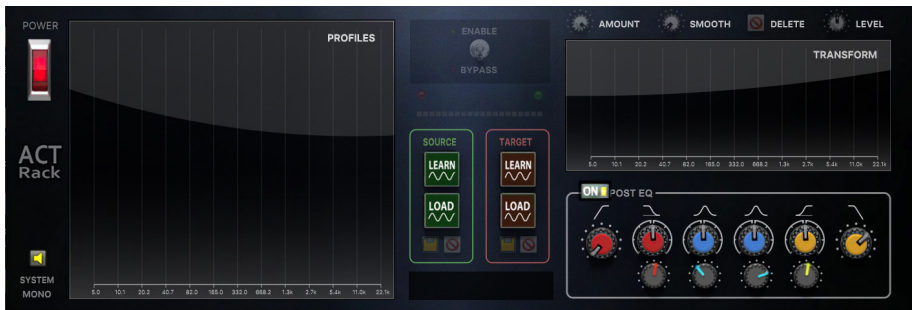 POWER
ACT
Rack
SYSTEM
MONO
PROFILES
5.0 10.1 20.2 40.7 82.0 165.0 333.0 668.2 1.3k 2.7k 5.4k 11.0k 22.1k
ENABLE
BYPASS
SOURCE
LEARN
LOAD
TARGET
LEARN
LOAD
AMOUNT SMOOTH DELETE LEVEL
TRANSFORM
5.0 10.1 20.2 40.7 82.0 165.0 333.0 668.2 1.3k 2.7k 5.4k 11.0k 22.1k
ON POST EQ